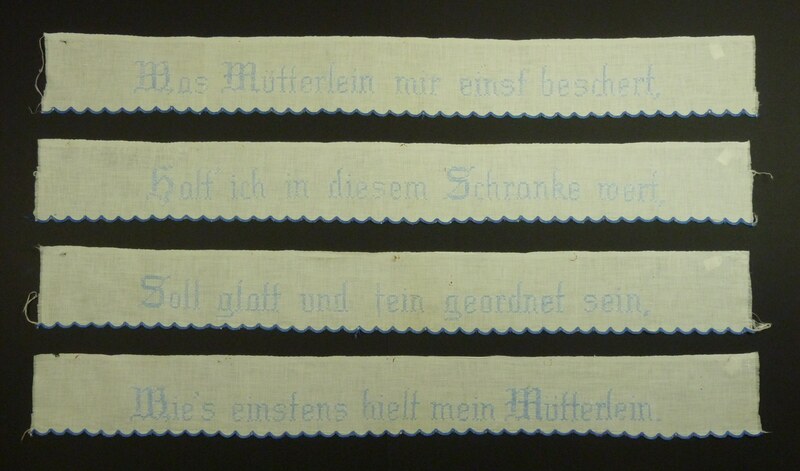 Was Mütterlein mir einst beschert,
Halt' ich in diesem Schranke wert,
Soll glatt und fein geordnet sein,
Wie's einstens hielt mein Mütterlein.